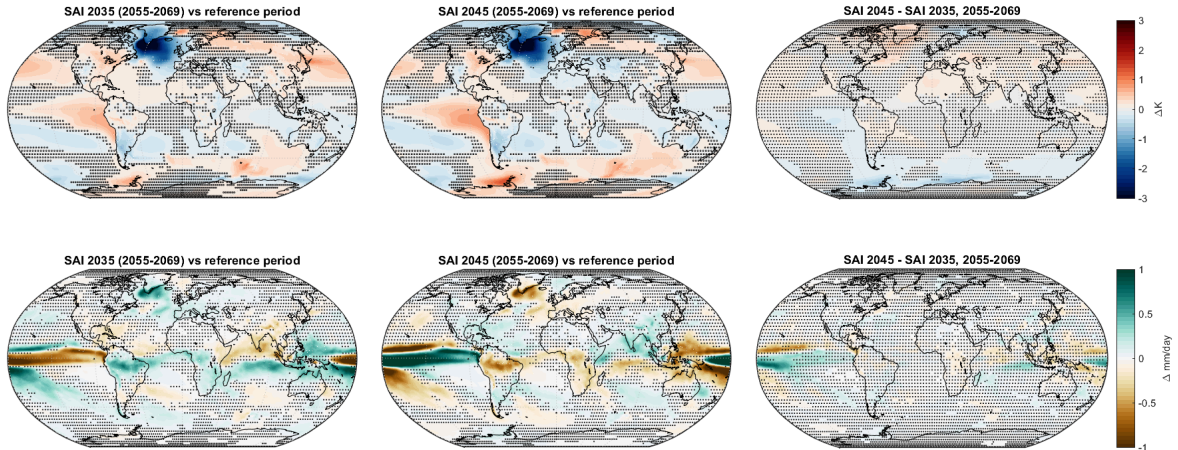 SAI 2035 (2055-2069) vs reference period
SAI 2045 (2055-2069) vs reference period
SAI 2045 - SAI 2035, 2055-2069
3
2
1
0
-1
-2
-3
ΔK
SAI 2035 (2055-2069) vs reference period
SAI 2045 (2055-2069) vs reference period
SAI 2045 - SAI 2035, 2055-2069
1
0.5
0
-0.5
-1
Δ mm/day